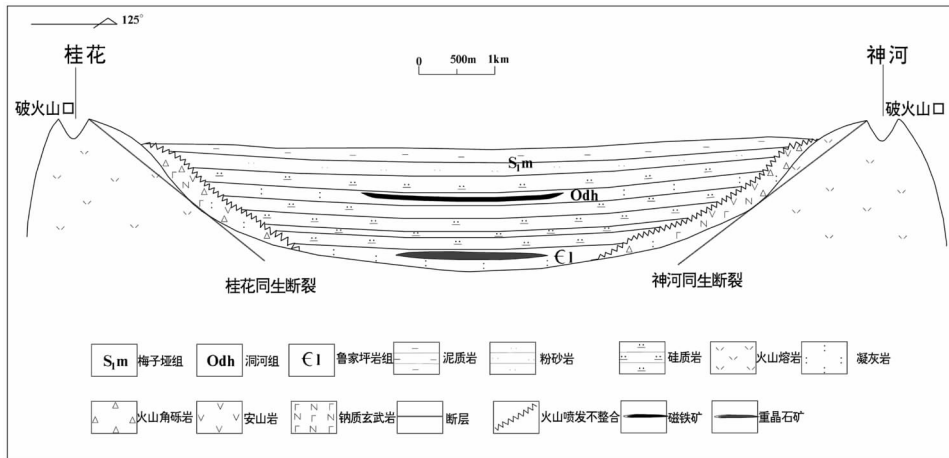 125°
桂花
神河
0 500m 1km
破火山口
破火山口
S₁m
Odh
Єl
桂花同生断裂
神河同生断裂
S₁m 梅子垭组 Odh 洞河组 Єl 鲁家坪岩组 泥质岩 粉砂岩 硅质岩 火山熔岩 凝灰岩
火山角砾岩 安山岩 钠质玄武岩 断层 火山喷发不整合 磁铁矿 重晶石矿